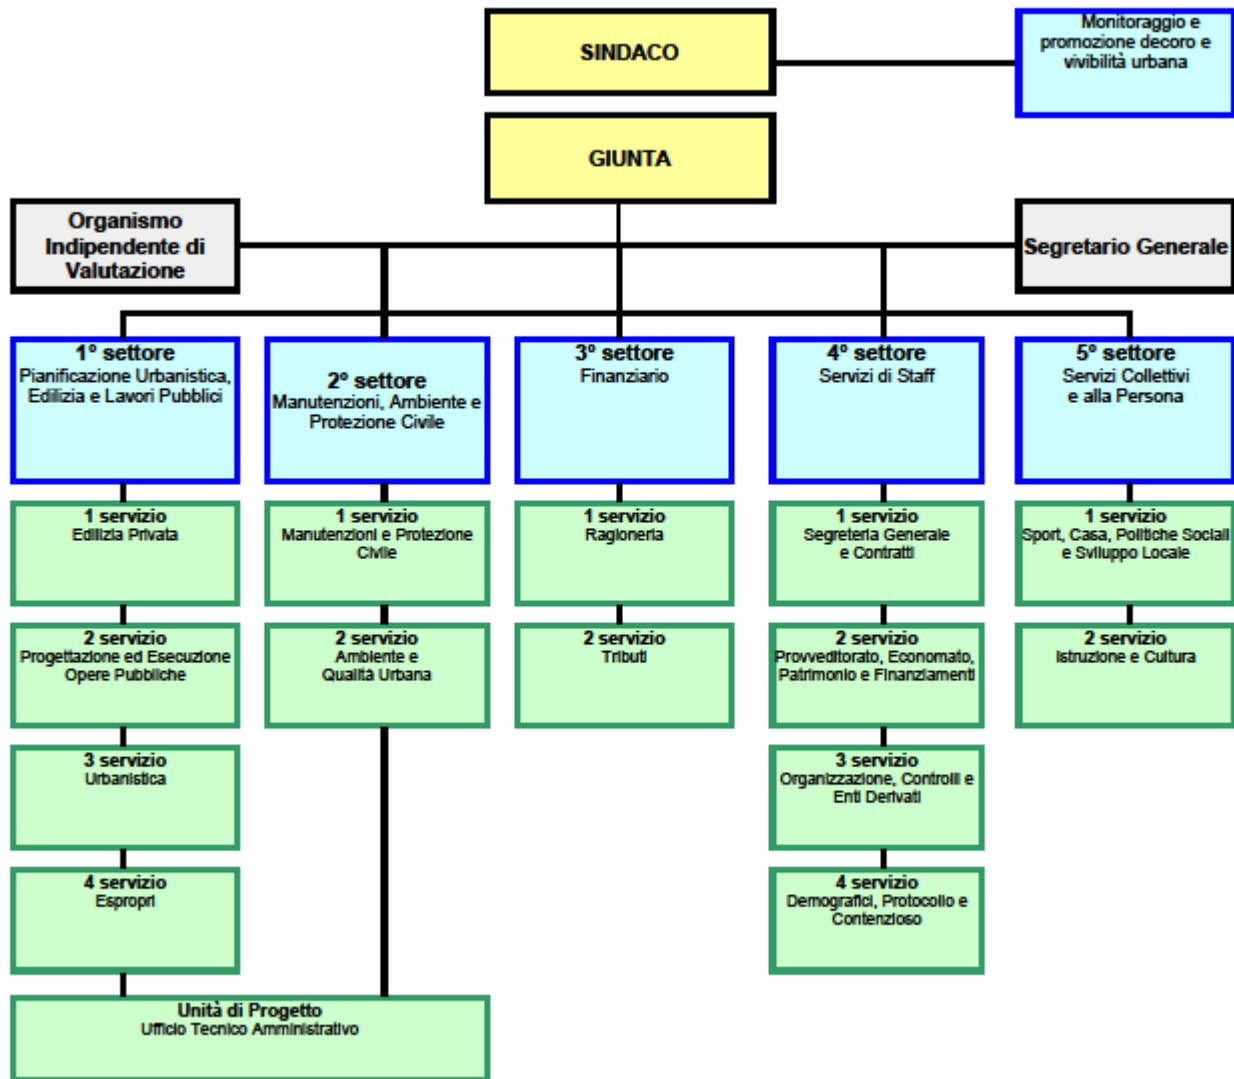 SINDACO
Monitoraggio e
promozione decoro e
vivibilità urbana
GIUNTA
Organismo
Indipendente di
Valutazione
Segretario Generale
1º settore
Pianificazione Urbanistica,
Edilizia e Lavori Pubblici
2º settore
Manutenzioni, Ambiente e
Protezione Civile
3º settore
Finanziario
4º settore
Servizi di Staff
5º settore
Servizi Collettivi
e alla Persona
1 servizio
Edilizia Privata
1 servizio
Manutenzioni e Protezione
Civile
1 servizio
Ragioneria
1 servizio
Segreteria Generale
e Contratti
1 servizio
Sport, Casa, Politiche Sociali
e Sviluppo Locale
2 servizio
Progettazione ed Esecuzione
Opere Pubbliche
2 servizio
Ambiente e
Qualità Urbana
2 servizio
Tributi
2 servizio
Provveditorato, Economato,
Patrimonio e Finanziamenti
2 servizio
Istruzione e Cultura
3 servizio
Urbanistica
3 servizio
Organizzazione, Controlli e
Enti Derivati
4 servizio
Espropri
4 servizio
Demografici, Protocollo e
Contenzioso
Unità di Progetto
Ufficio Tecnico Amministrativo